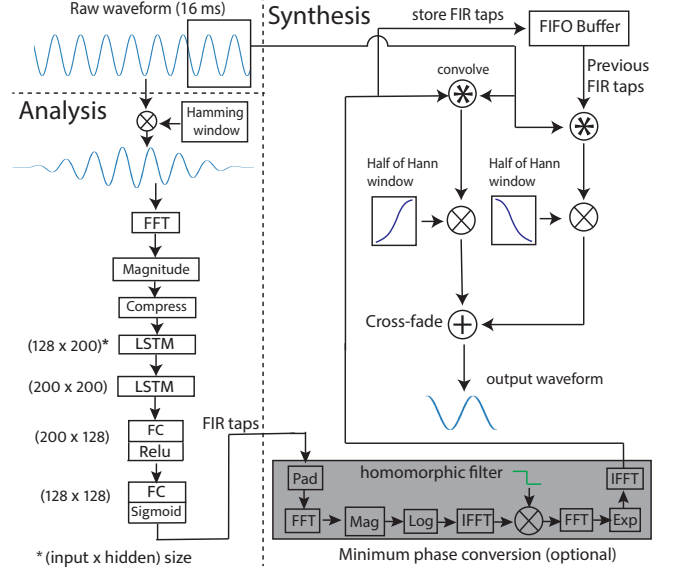 Raw waveform (16 ms)
Synthesis
store FIR taps
FIFO Buffer
Previous
FIR taps
convolve
Analysis
Hamming
window
Half of Hann
window
Half of Hann
window
FFT
Magnitude
Compress
(128 x 200)*
LSTM
(200 x 200)
LSTM
Cross-fade
output waveform
(200 x 128)
FC
Relu
FIR taps
(128 x 128)
FC
Sigmoid
* (input x hidden) size
Pad
homomorphic filter
IFFT
FFT
Mag
Log
IFFT
FFT
Exp
Minimum phase conversion (optional)